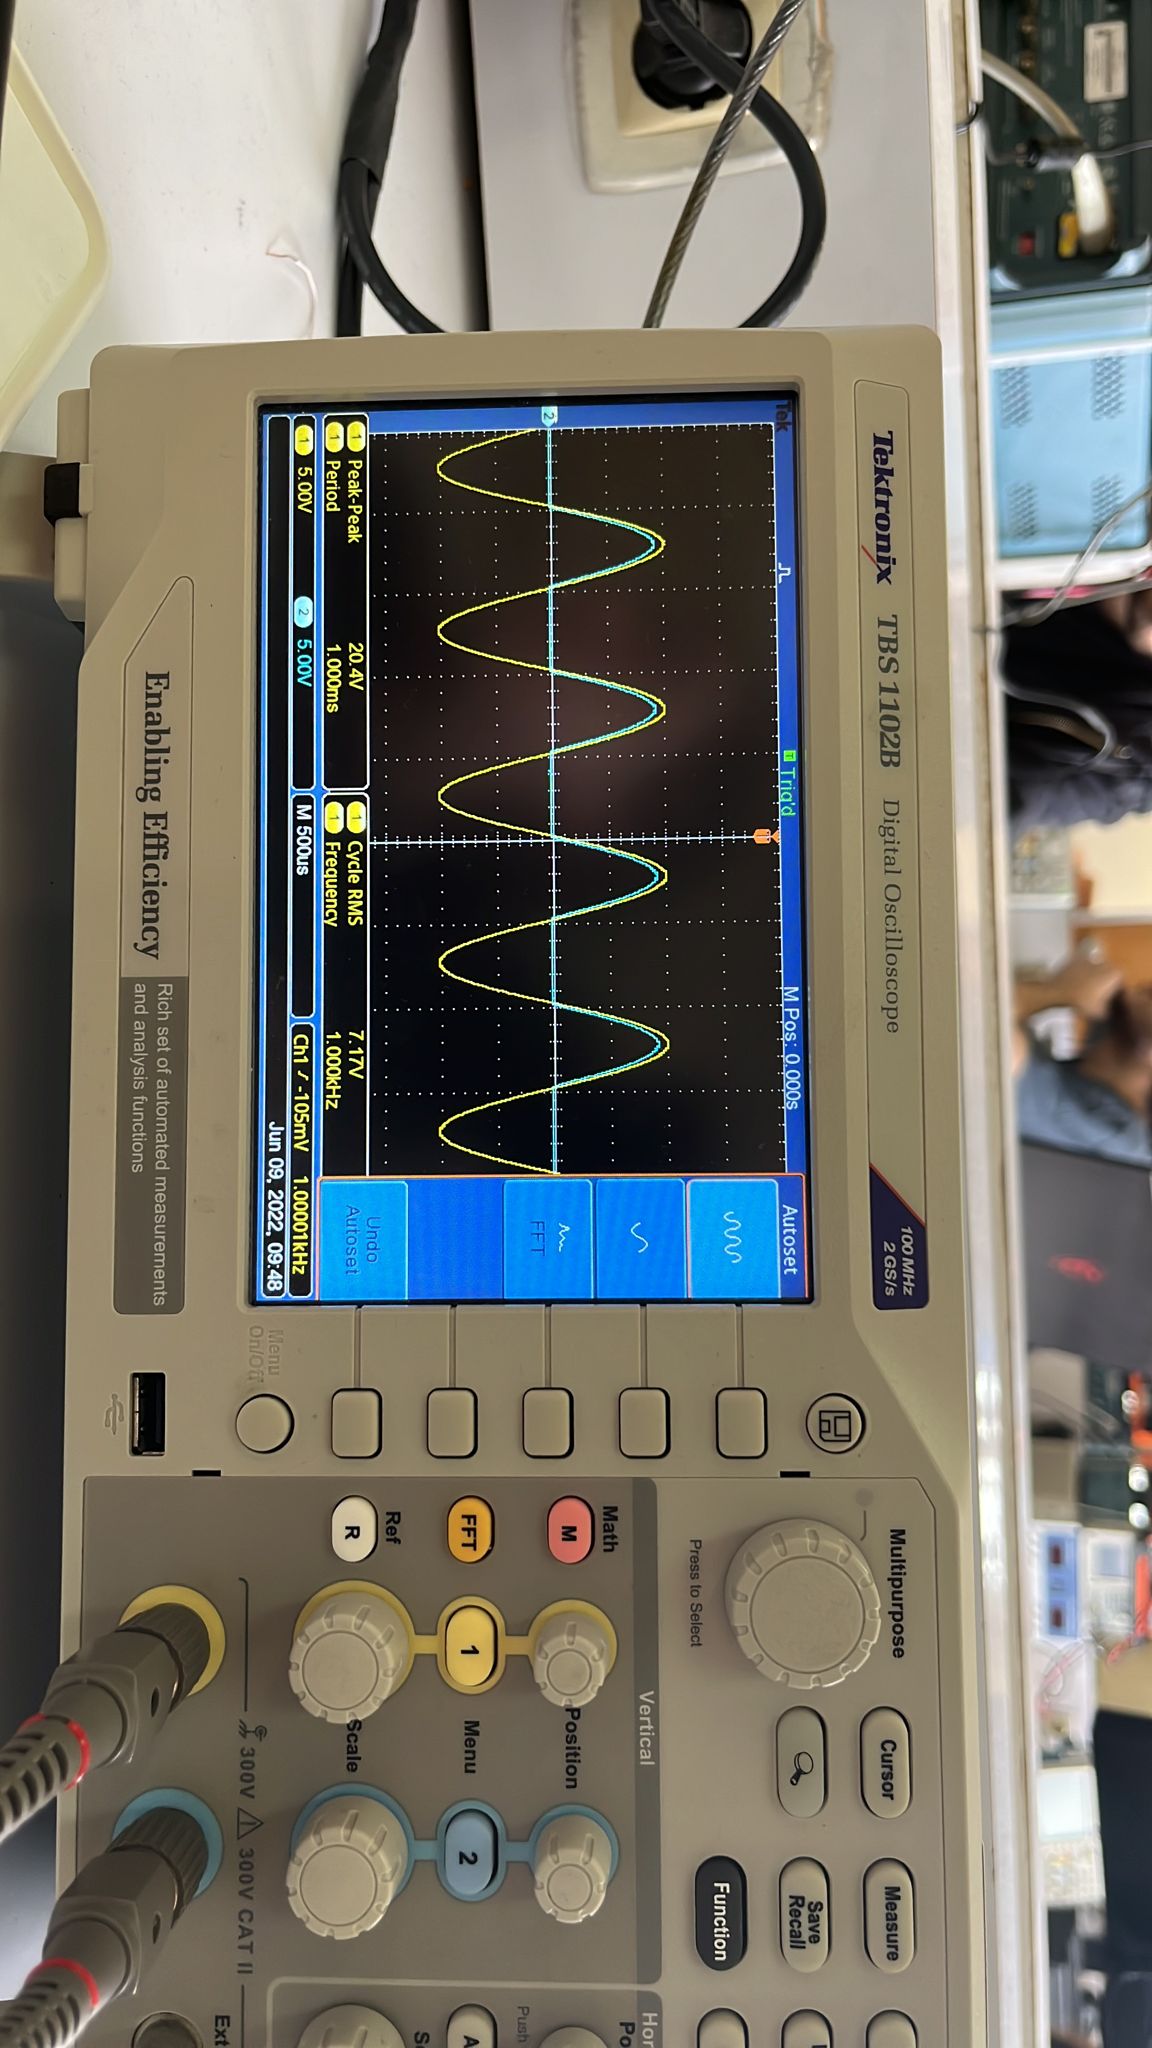 Tektronix TBS 1102B Digital Oscilloscope
100 MHz
2 GS/s
Tek
Trig'd
M Pos: 0.000s
Autoset
2
FFT
Undo
Autoset
1 Peak-Peak 20.4V
1 Cycle RMS 7.17V
1 Period 1.000ms
1 Frequency 1.000kHz
1 5.00V
2 5.00V
M 500us
Ch1 / -105mV 1.00001kHz
Jun 09, 2022, 09:48
Enabling Efficiency
Rich set of automated measurements
and analysis functions
Menu
On/Off
Multipurpose
Press to Select
Cursor
Measure
Save
Recall
Function
Vertical
Math
M
FFT
Ref
R
Position
1
Menu
2
Scale
300V 300V CAT II
Push
Ext